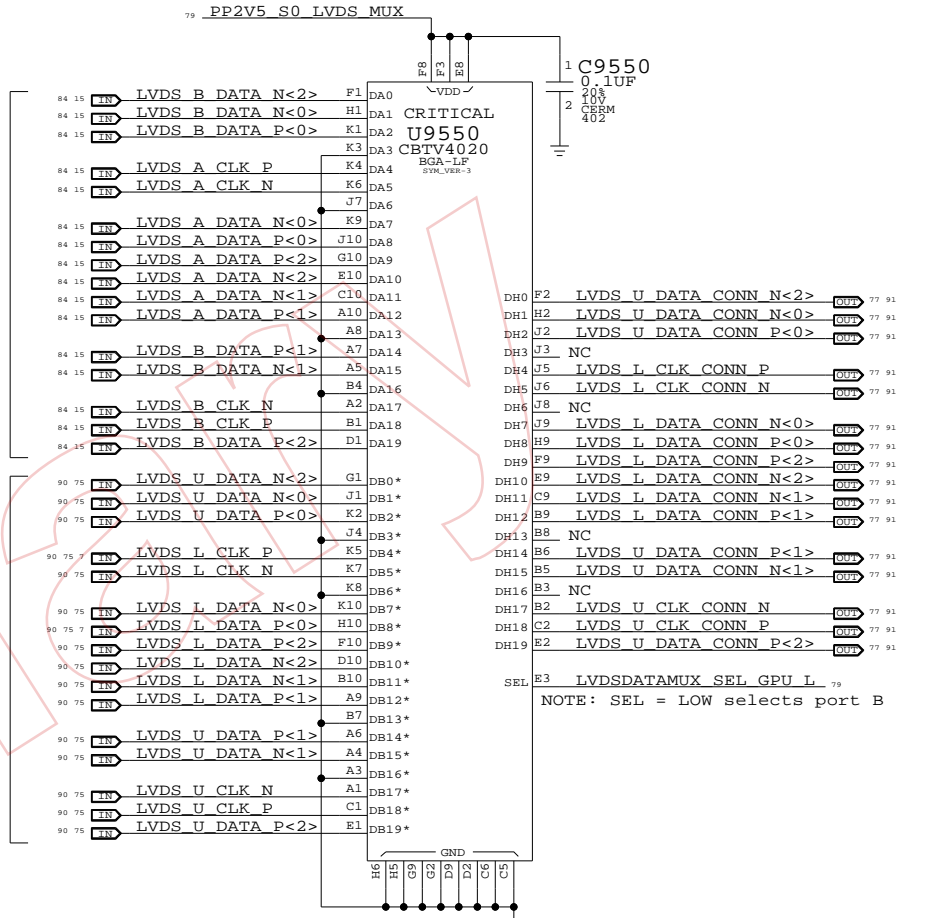 79 PP2V5_S0_LVDS_MUX
F8 F3 E8
VDD
1 C9550
0.1UF
20%
10V
2 CERM
402
CRITICAL
U9550
CBTV4020
BGA-LF
SYM_VER-3
84 15 IN LVDS_B_DATA_N<2> F1 DA0
84 15 IN LVDS_B_DATA_N<0> H1 DA1
84 15 IN LVDS_B_DATA_P<0> K1 DA2
K3 DA3
84 15 IN LVDS_A_CLK_P K4 DA4
84 15 IN LVDS_A_CLK_N K6 DA5
J7 DA6
84 15 IN LVDS_A_DATA_N<0> K9 DA7
84 15 IN LVDS_A_DATA_P<0> J10 DA8
84 15 IN LVDS_A_DATA_P<2> G10 DA9
84 15 IN LVDS_A_DATA_N<2> E10 DA10
84 15 IN LVDS_A_DATA_N<1> C10 DA11
84 15 IN LVDS_A_DATA_P<1> A10 DA12
A8 DA13
84 15 IN LVDS_B_DATA_P<1> A7 DA14
84 15 IN LVDS_B_DATA_N<1> A5 DA15
B4 DA16
84 15 IN LVDS_B_CLK_N A2 DA17
84 15 IN LVDS_B_CLK_P B1 DA18
84 15 IN LVDS_B_DATA_P<2> D1 DA19
90 75 IN LVDS_U_DATA_N<2> G1 DB0*
90 75 IN LVDS_U_DATA_N<0> J1 DB1*
90 75 IN LVDS_U_DATA_P<0> K2 DB2*
J4 DB3*
90 75 7 IN LVDS_L_CLK_P K5 DB4*
90 75 IN LVDS_L_CLK_N K7 DB5*
K8 DB6*
90 75 IN LVDS_L_DATA_N<0> K10 DB7*
90 75 7 IN LVDS_L_DATA_P<0> H10 DB8*
90 75 IN LVDS_L_DATA_P<2> F10 DB9*
90 75 IN LVDS_L_DATA_N<2> D10 DB10*
90 75 IN LVDS_L_DATA_N<1> B10 DB11*
90 75 IN LVDS_L_DATA_P<1> A9 DB12*
B7 DB13*
90 75 IN LVDS_U_DATA_P<1> A6 DB14*
90 75 IN LVDS_U_DATA_N<1> A4 DB15*
A3 DB16*
90 75 IN LVDS_U_CLK_N A1 DB17*
90 75 IN LVDS_U_CLK_P C1 DB18*
90 75 IN LVDS_U_DATA_P<2> E1 DB19*
DH0 F2 LVDS_U_DATA_CONN_N<2> OUT 77 91
DH1 H2 LVDS_U_DATA_CONN_N<0> OUT 77 91
DH2 J2 LVDS_U_DATA_CONN_P<0> OUT 77 91
DH3 J3 NC
DH4 J5 LVDS_L_CLK_CONN_P OUT 77 91
DH5 J6 LVDS_L_CLK_CONN_N OUT 77 91
DH6 J8 NC
DH7 J9 LVDS_L_DATA_CONN_N<0> OUT 77 91
DH8 H9 LVDS_L_DATA_CONN_P<0> OUT 77 91
DH9 F9 LVDS_L_DATA_CONN_P<2> OUT 77 91
DH10 E9 LVDS_L_DATA_CONN_N<2> OUT 77 91
DH11 C9 LVDS_L_DATA_CONN_N<1> OUT 77 91
DH12 B9 LVDS_L_DATA_CONN_P<1> OUT 77 91
DH13 B8 NC
DH14 B6 LVDS_U_DATA_CONN_P<1> OUT 77 91
DH15 B5 LVDS_U_DATA_CONN_N<1> OUT 77 91
DH16 B3 NC
DH17 B2 LVDS_U_CLK_CONN_N OUT 77 91
DH18 C2 LVDS_U_CLK_CONN_P OUT 77 91
DH19 E2 LVDS_U_DATA_CONN_P<2> OUT 77 91
SEL E3 LVDSDATAMUX_SEL_GPU_L 79
NOTE: SEL = LOW selects port B
GND
H6 H5 G9 G2 D9 D2 C6 C5
ary